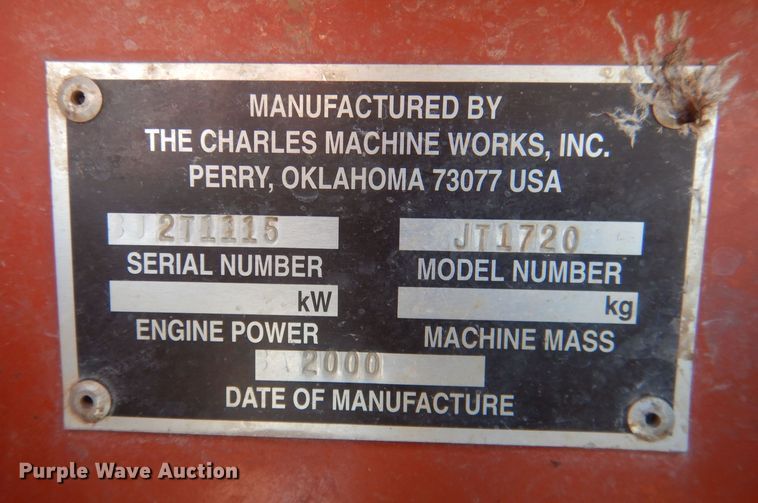 MANUFACTURED BY
THE CHARLES MACHINE WORKS, INC.
PERRY, OKLAHOMA 73077 USA
2T1115 JT1720
SERIAL NUMBER MODEL NUMBER
kW kg
ENGINE POWER MACHINE MASS
2000
DATE OF MANUFACTURE
Purple Wave Auction